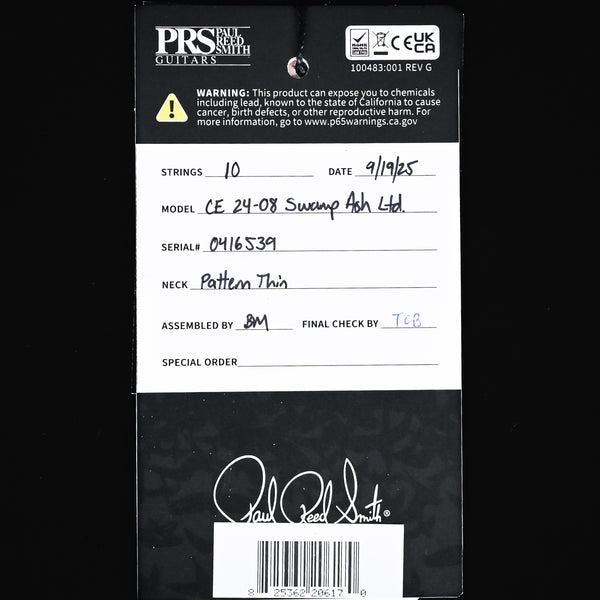 PRS PAUL REED SMITH
GUITARS
RoHS CE UK CA
100483:001 REV G
WARNING: This product can expose you to chemicals
including lead, known to the state of California to cause
cancer, birth defects, or other reproductive harm. For
more information, go to www.p65warnings.ca.gov
STRINGS 10 DATE 9/19/25
MODEL CE 24-08 Swamp Ash Ltd.
SERIAL# 0416539
NECK Pattern Thin
ASSEMBLED BY BM FINAL CHECK BY TCB
SPECIAL ORDER
Paul Reed Smith®
8 25362 20617 0